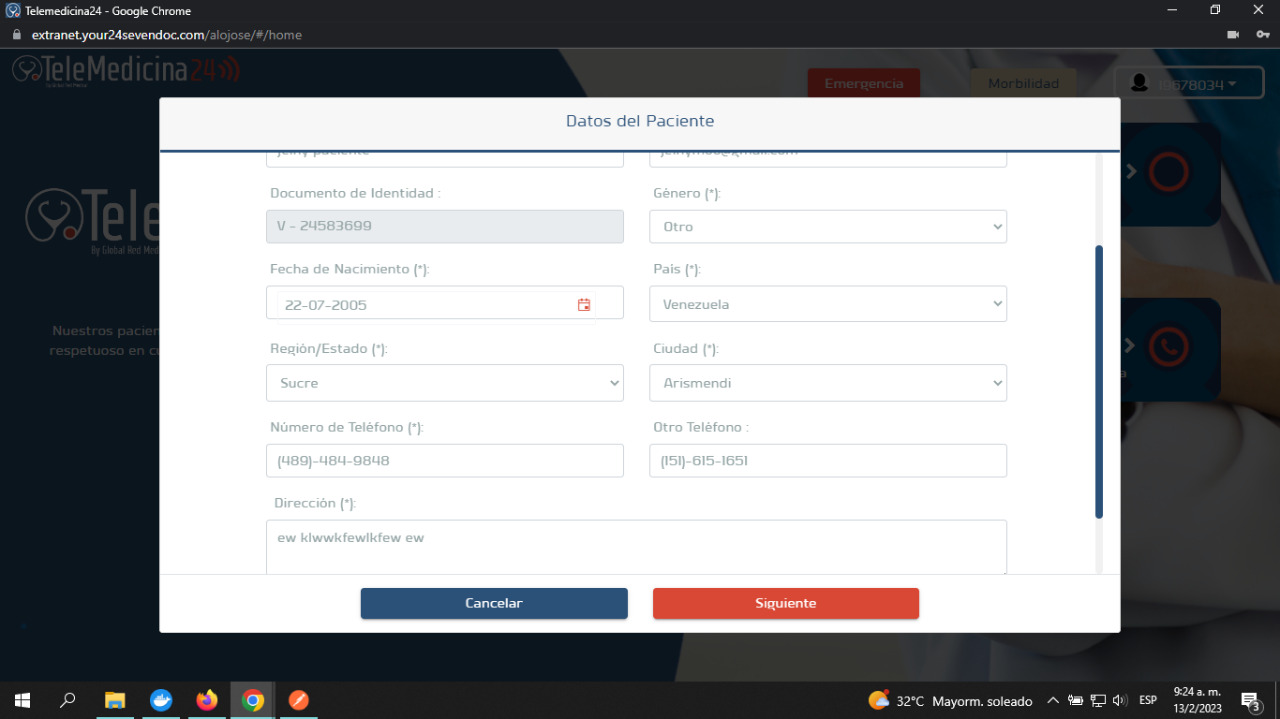 Telemedicina24 - Google Chrome
extranet.your24sevendoc.com/alojose/#/home
TeleMedicina24
Emergencia
Morbilidad
19678034
Datos del Paciente
Documento de Identidad :
Género (*):
V - 24583699
Otro
Tele
By Global Red Med
Fecha de Nacimiento (*):
País (*):
22-07-2005
Venezuela
Nuestros pacien
respetuoso en c
Región/Estado (*):
Ciudad (*):
Sucre
Arismendi
Número de Teléfono (*):
Otro Teléfono :
(489)-484-9848
(151)-615-1651
Dirección (*):
ew klwwkfewlkfew ew
Cancelar
Siguiente
32°C Mayorm. soleado
ESP
9:24 a. m.
13/2/2023
3